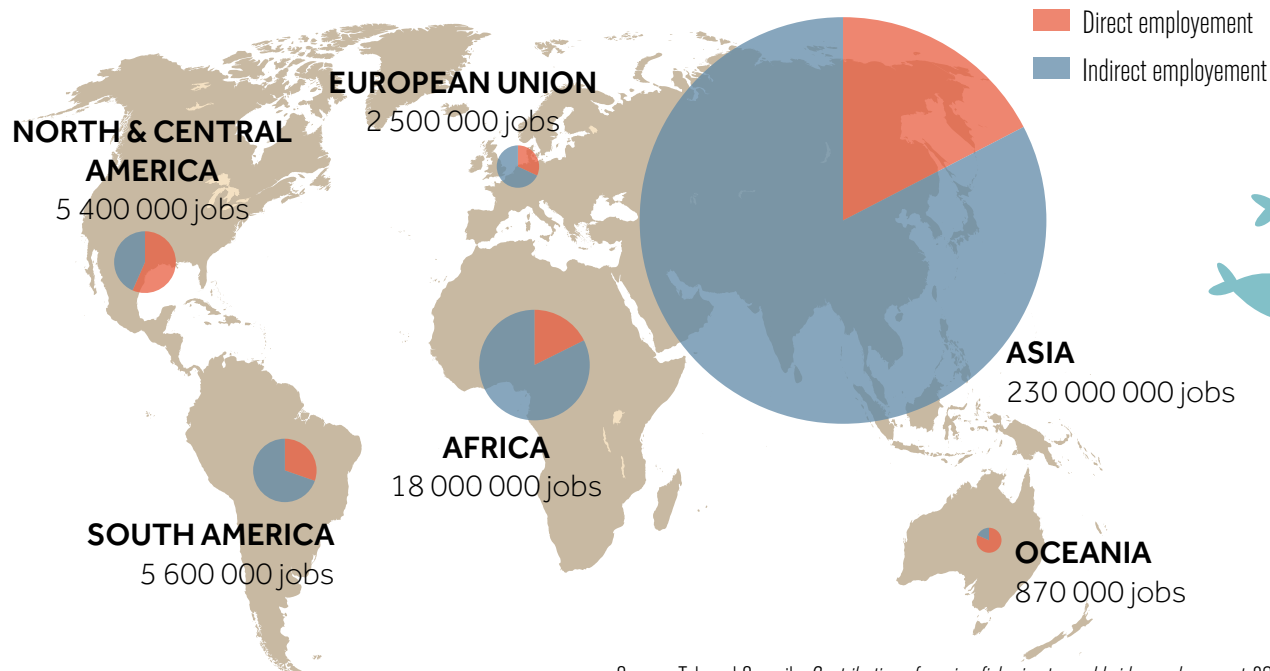 Direct employement
Indirect employement
EUROPEAN UNION
2 500 000 jobs
NORTH & CENTRAL
AMERICA
5 400 000 jobs
ASIA
230 000 000 jobs
AFRICA
18 000 000 jobs
SOUTH AMERICA
5 600 000 jobs
OCEANIA
870 000 jobs